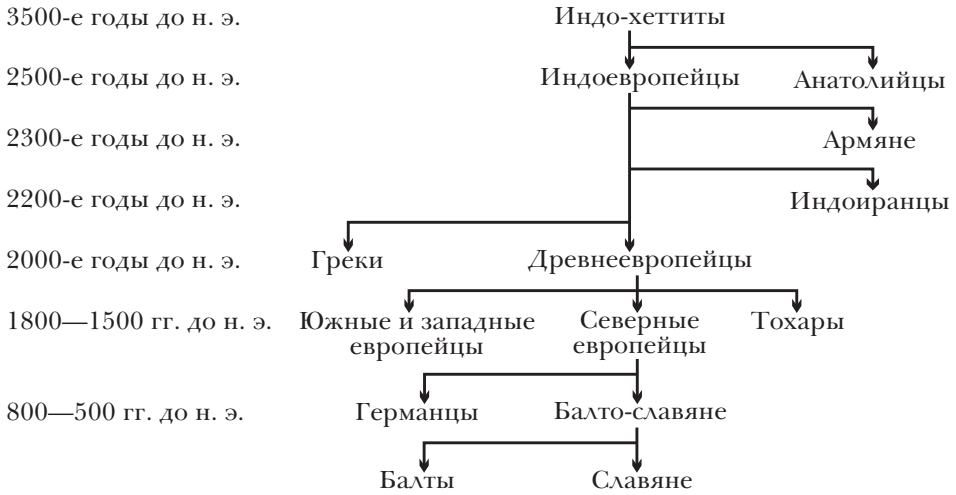 3500-е годы до н. э. Индо-хеттиты
2500-е годы до н. э. Индоевропейцы Анатолийцы
2300-е годы до н. э. Армяне
2200-е годы до н. э. Индоиранцы
2000-е годы до н. э. Греки Древнеевропейцы
1800—1500 гг. до н. э. Южные и западные Северные Тохары
европейцы европейцы
800—500 гг. до н. э. Германцы Балто-славяне
Балты Славяне